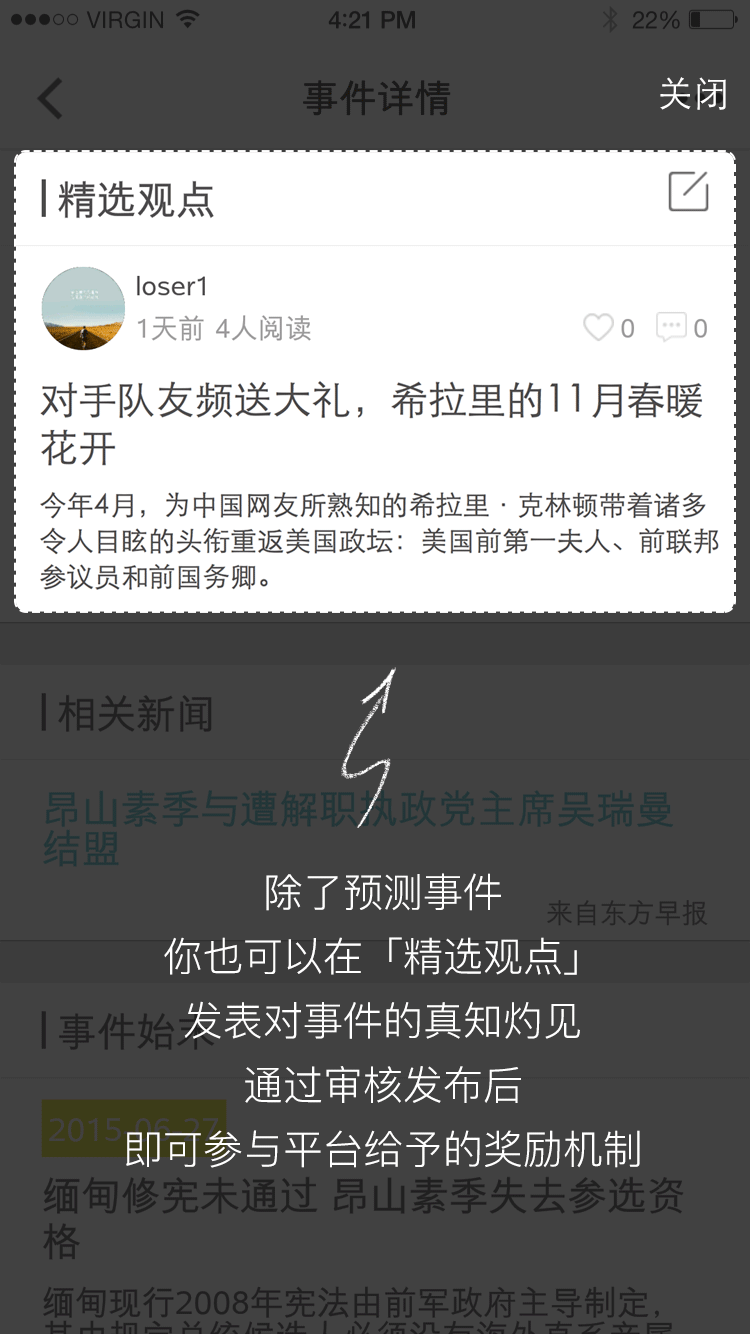 VIRGIN
4:21 PM
22%
事件详情
关闭
精选观点
loser1
1天前 4人阅读
0
0
对手队友频送大礼，希拉里的11月春暖
花开
今年4月，为中国网友所熟知的希拉里·克林顿带着诸多
令人目眩的头衔重返美国政坛：美国前第一夫人、前联邦
参议员和前国务卿。
相关新闻
昂山素季与遭解职执政党主席吴瑞曼
结盟
除了预测事件
来自东方早报
你也可以在「精选观点」
发表对事件的真知灼见
事件始末
通过审核发布后
2015-06-27
即可参与平台给予的奖励机制
缅甸修宪未通过 昂山素季失去参选资
格
缅甸现行2008年宪法由前军政府主导制定，